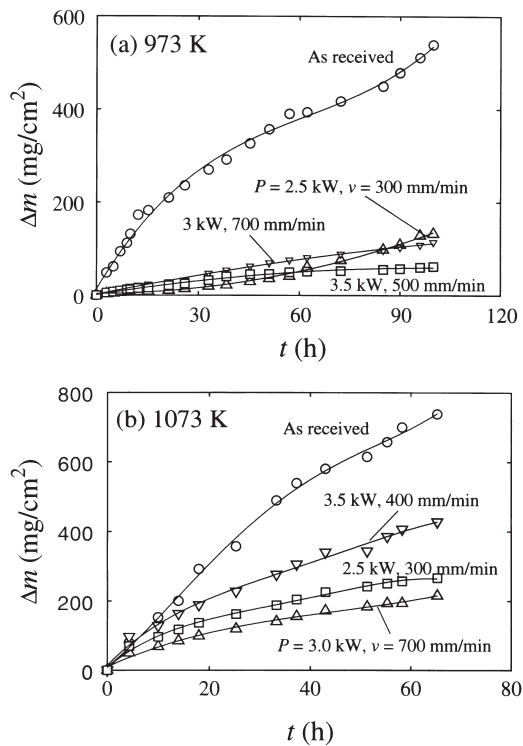 (a) 973 K
As received
P = 2.5 kW, v = 300 mm/min
3 kW, 700 mm/min
3.5 kW, 500 mm/min
Δm (mg/cm²)
600
400
200
0
0 30 60 90 120
t (h)
(b) 1073 K
As received
3.5 kW, 400 mm/min
2.5 kW, 300 mm/min
P = 3.0 kW, v = 700 mm/min
Δm (mg/cm²)
800
600
400
200
0
0 20 40 60 80
t (h)